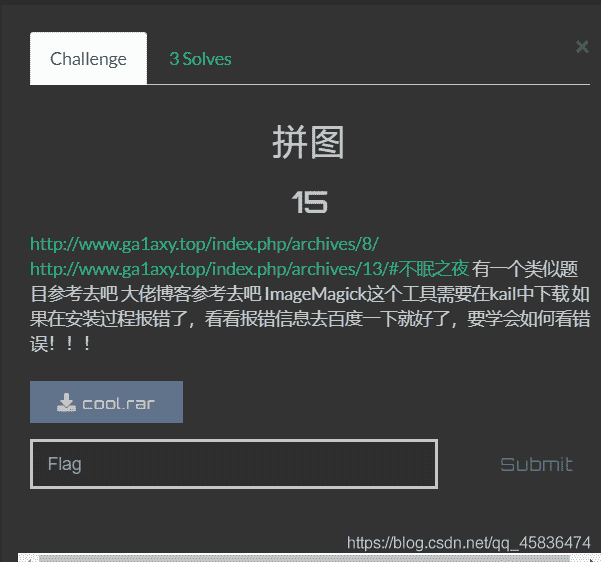 Challenge
3 Solves
×
拼图
15
http://www.ga1axy.top/index.php/archives/8/
http://www.ga1axy.top/index.php/archives/13/#不眠之夜 有一个类似题
目参考去吧 大佬博客参考去吧 ImageMagick这个工具需要在kail中下载 如
果在安装过程报错了，看看报错信息去百度一下就好了，要学会如何看错
误！！！
cool.rar
Flag
Submit
https://blog.csdn.net/qq_45836474